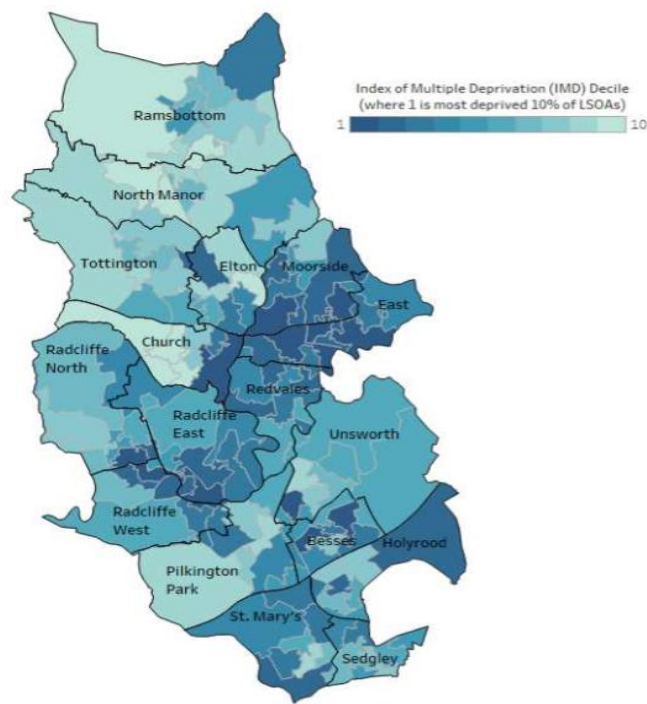 Index of Multiple Deprivation (IMD) Decile
(where 1 is most deprived 10% of LSOAs)
1 10
Ramsbottom
North Manor
Tottington
Elton
Moorside
East
Church
Radcliffe
North
Redvales
Radcliffe
East
Unsworth
Radcliffe
West
Besses
Holyrood
Pilkington
Park
St. Mary's
Sedgley